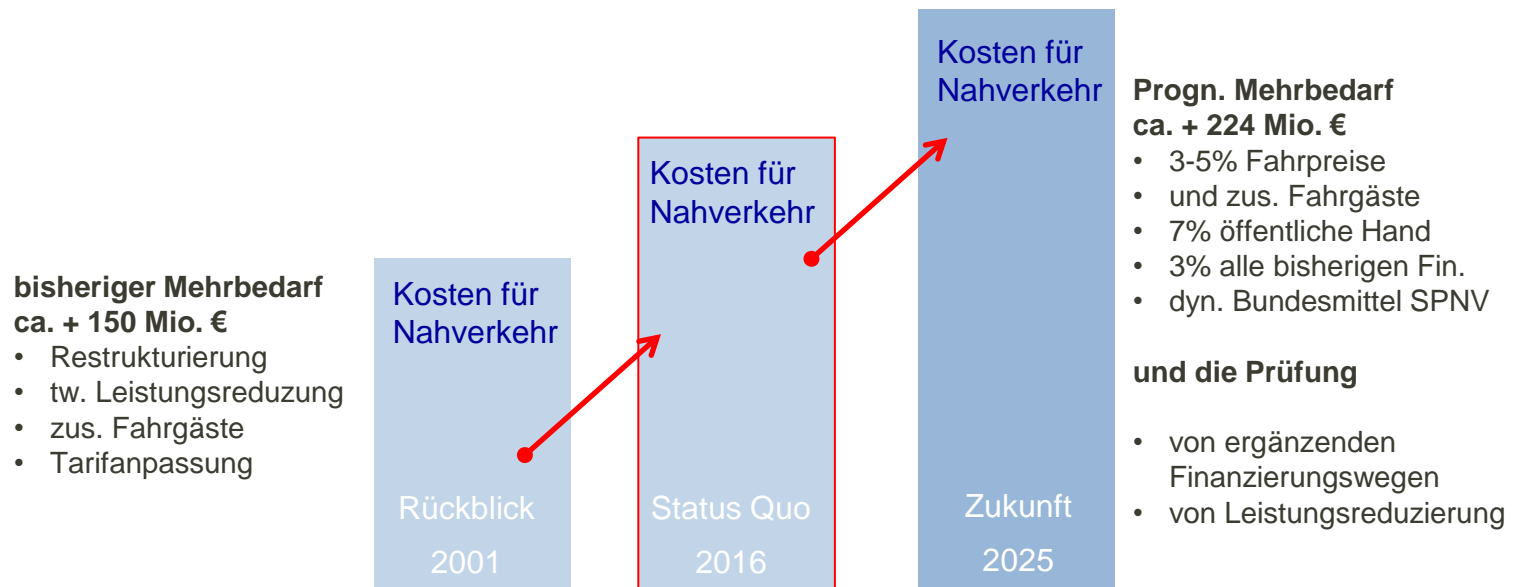 bisheriger Mehrbedarf
ca. + 150 Mio. €
• Restrukturierung
• tw. Leistungsreduzung
• zus. Fahrgäste
• Tarifanpassung
Kosten für
Nahverkehr
Rückblick
2001
Kosten für
Nahverkehr
Status Quo
2016
Kosten für
Nahverkehr
Zukunft
2025
Progn. Mehrbedarf
ca. + 224 Mio. €
• 3-5% Fahrpreise
• und zus. Fahrgäste
• 7% öffentliche Hand
• 3% alle bisherigen Fin.
• dyn. Bundesmittel SPNV
und die Prüfung
• von ergänzenden
Finanzierungswegen
• von Leistungsreduzierung